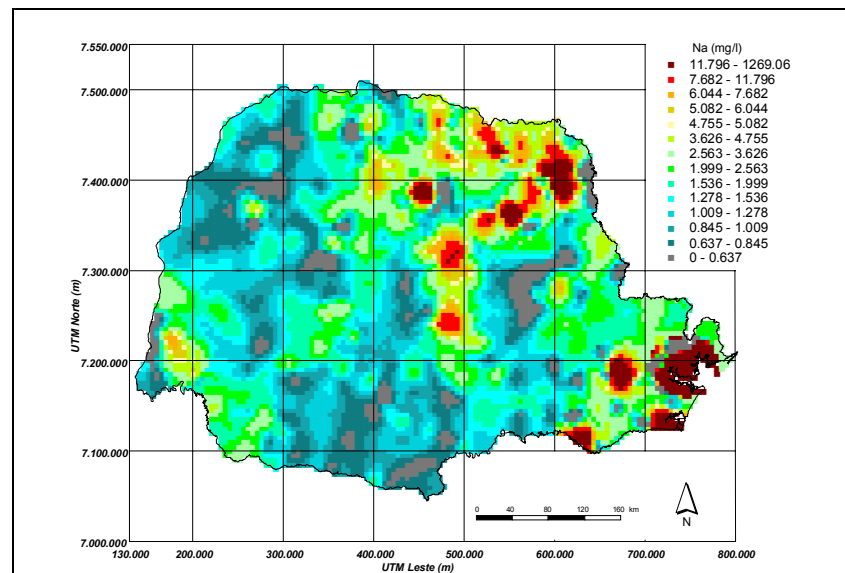 Na (mg/l)
11.796 - 1269.06
7.682 - 11.796
6.044 - 7.682
5.082 - 6.044
4.755 - 5.082
3.626 - 4.755
2.563 - 3.626
1.999 - 2.563
1.536 - 1.999
1.278 - 1.536
1.009 - 1.278
0.845 - 1.009
0.637 - 0.845
0 - 0.637
7.550.000
7.500.000
7.400.000
7.300.000
7.200.000
7.100.000
7.000.000
UTM Norte (m)
0 40 80 120 160 km
N
130.000 200.000 300.000 400.000 500.000 600.000 700.000 800.000
UTM Leste (m)